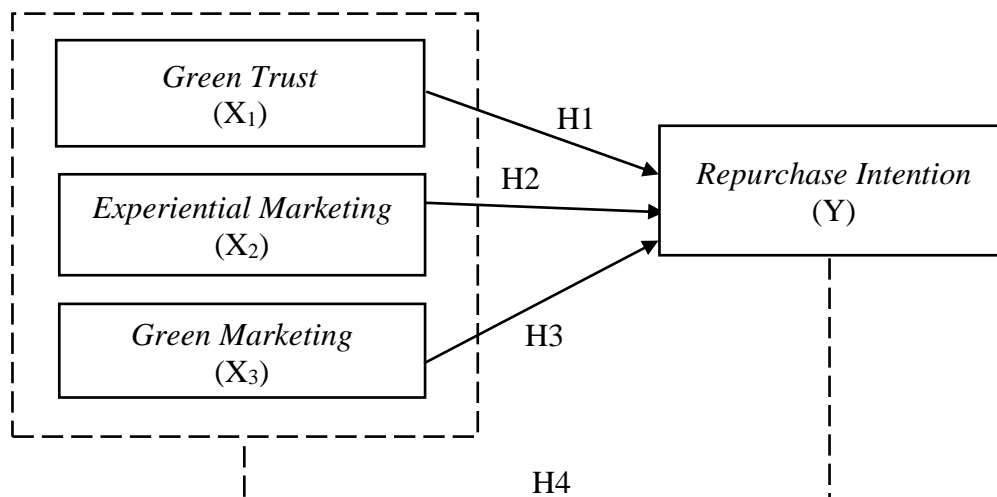 Green Trust
(X₁)
H1
H2
Repurchase Intention
(Y)
Experiential Marketing
(X₂)
Green Marketing
(X₃)
H3
H4